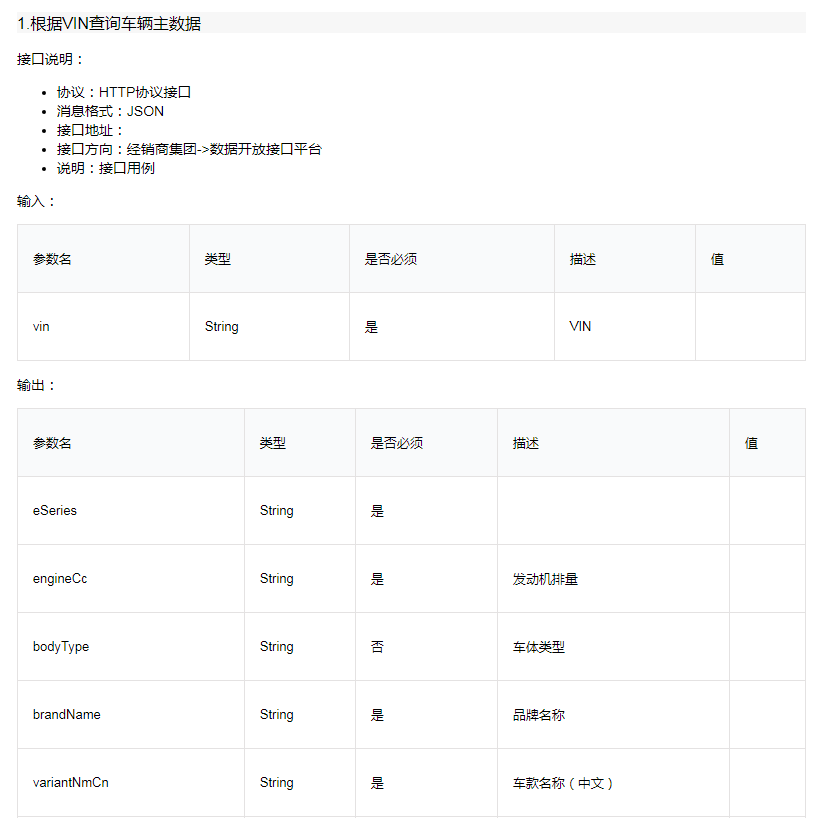 1.根据VIN查询车辆主数据
接口说明：
• 协议：HTTP协议接口
• 消息格式：JSON
• 接口地址：
• 接口方向：经销商集团->数据开放接口平台
• 说明：接口用例
输入：
参数名 类型 是否必须 描述 值
vin String 是 VIN
输出：
参数名 类型 是否必须 描述 值
eSeries String 是
engineCc String 是 发动机排量
bodyType String 否 车体类型
brandName String 是 品牌名称
variantNmCn String 是 车款名称（中文）